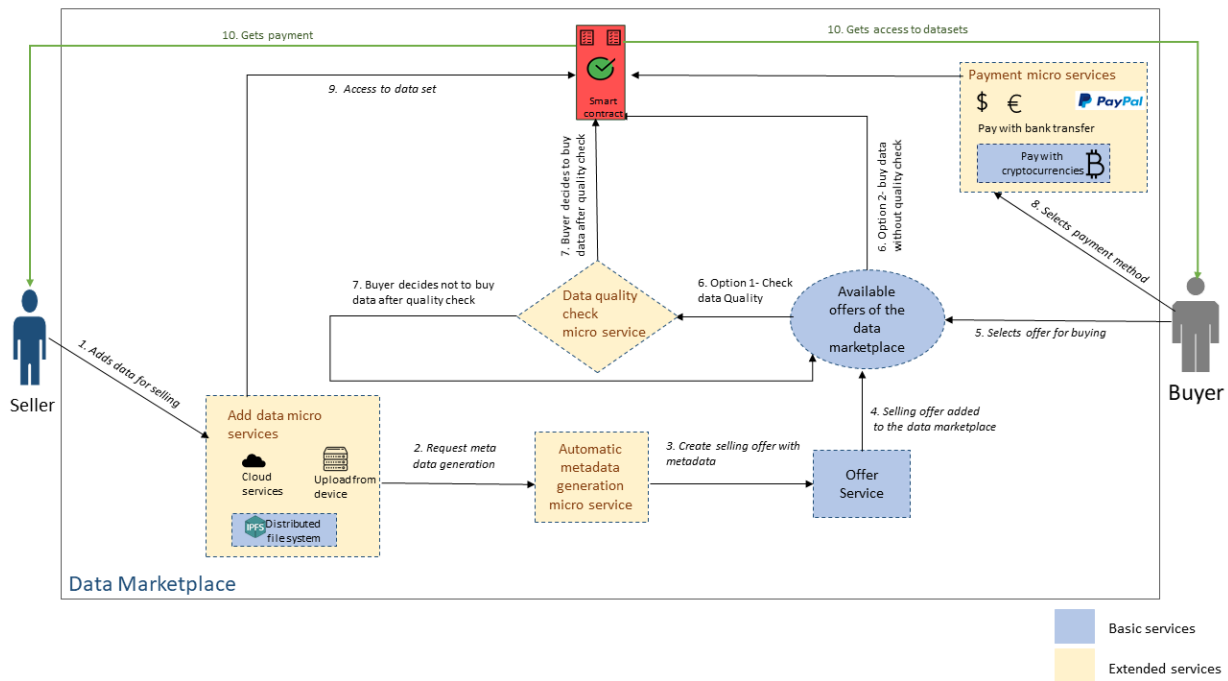 10. Gets payment
10. Gets access to datasets
9. Access to data set
Smart
contract
Payment micro services
$ €
PayPal
Pay with bank transfer
Pay with
cryptocurrencies
7. Buyer decides to buy
data after quality check
6. Option 2- buy data
without quality check
8. Selects payment method
7. Buyer decides not to buy
data after quality check
Data quality
check
micro service
6. Option 1- Check
data Quality
Available
offers of the
data
marketplace
5. Selects offer for buying
Seller
1. Adds data for selling
Buyer
Add data micro
services
Cloud
services
Upload from
device
IPFS
Distributed
file system
2. Request meta
data generation
Automatic
metadata
generation
micro service
3. Create selling offer with
metadata
4. Selling offer added
to the data marketplace
Offer
Service
Data Marketplace
Basic services
Extended services